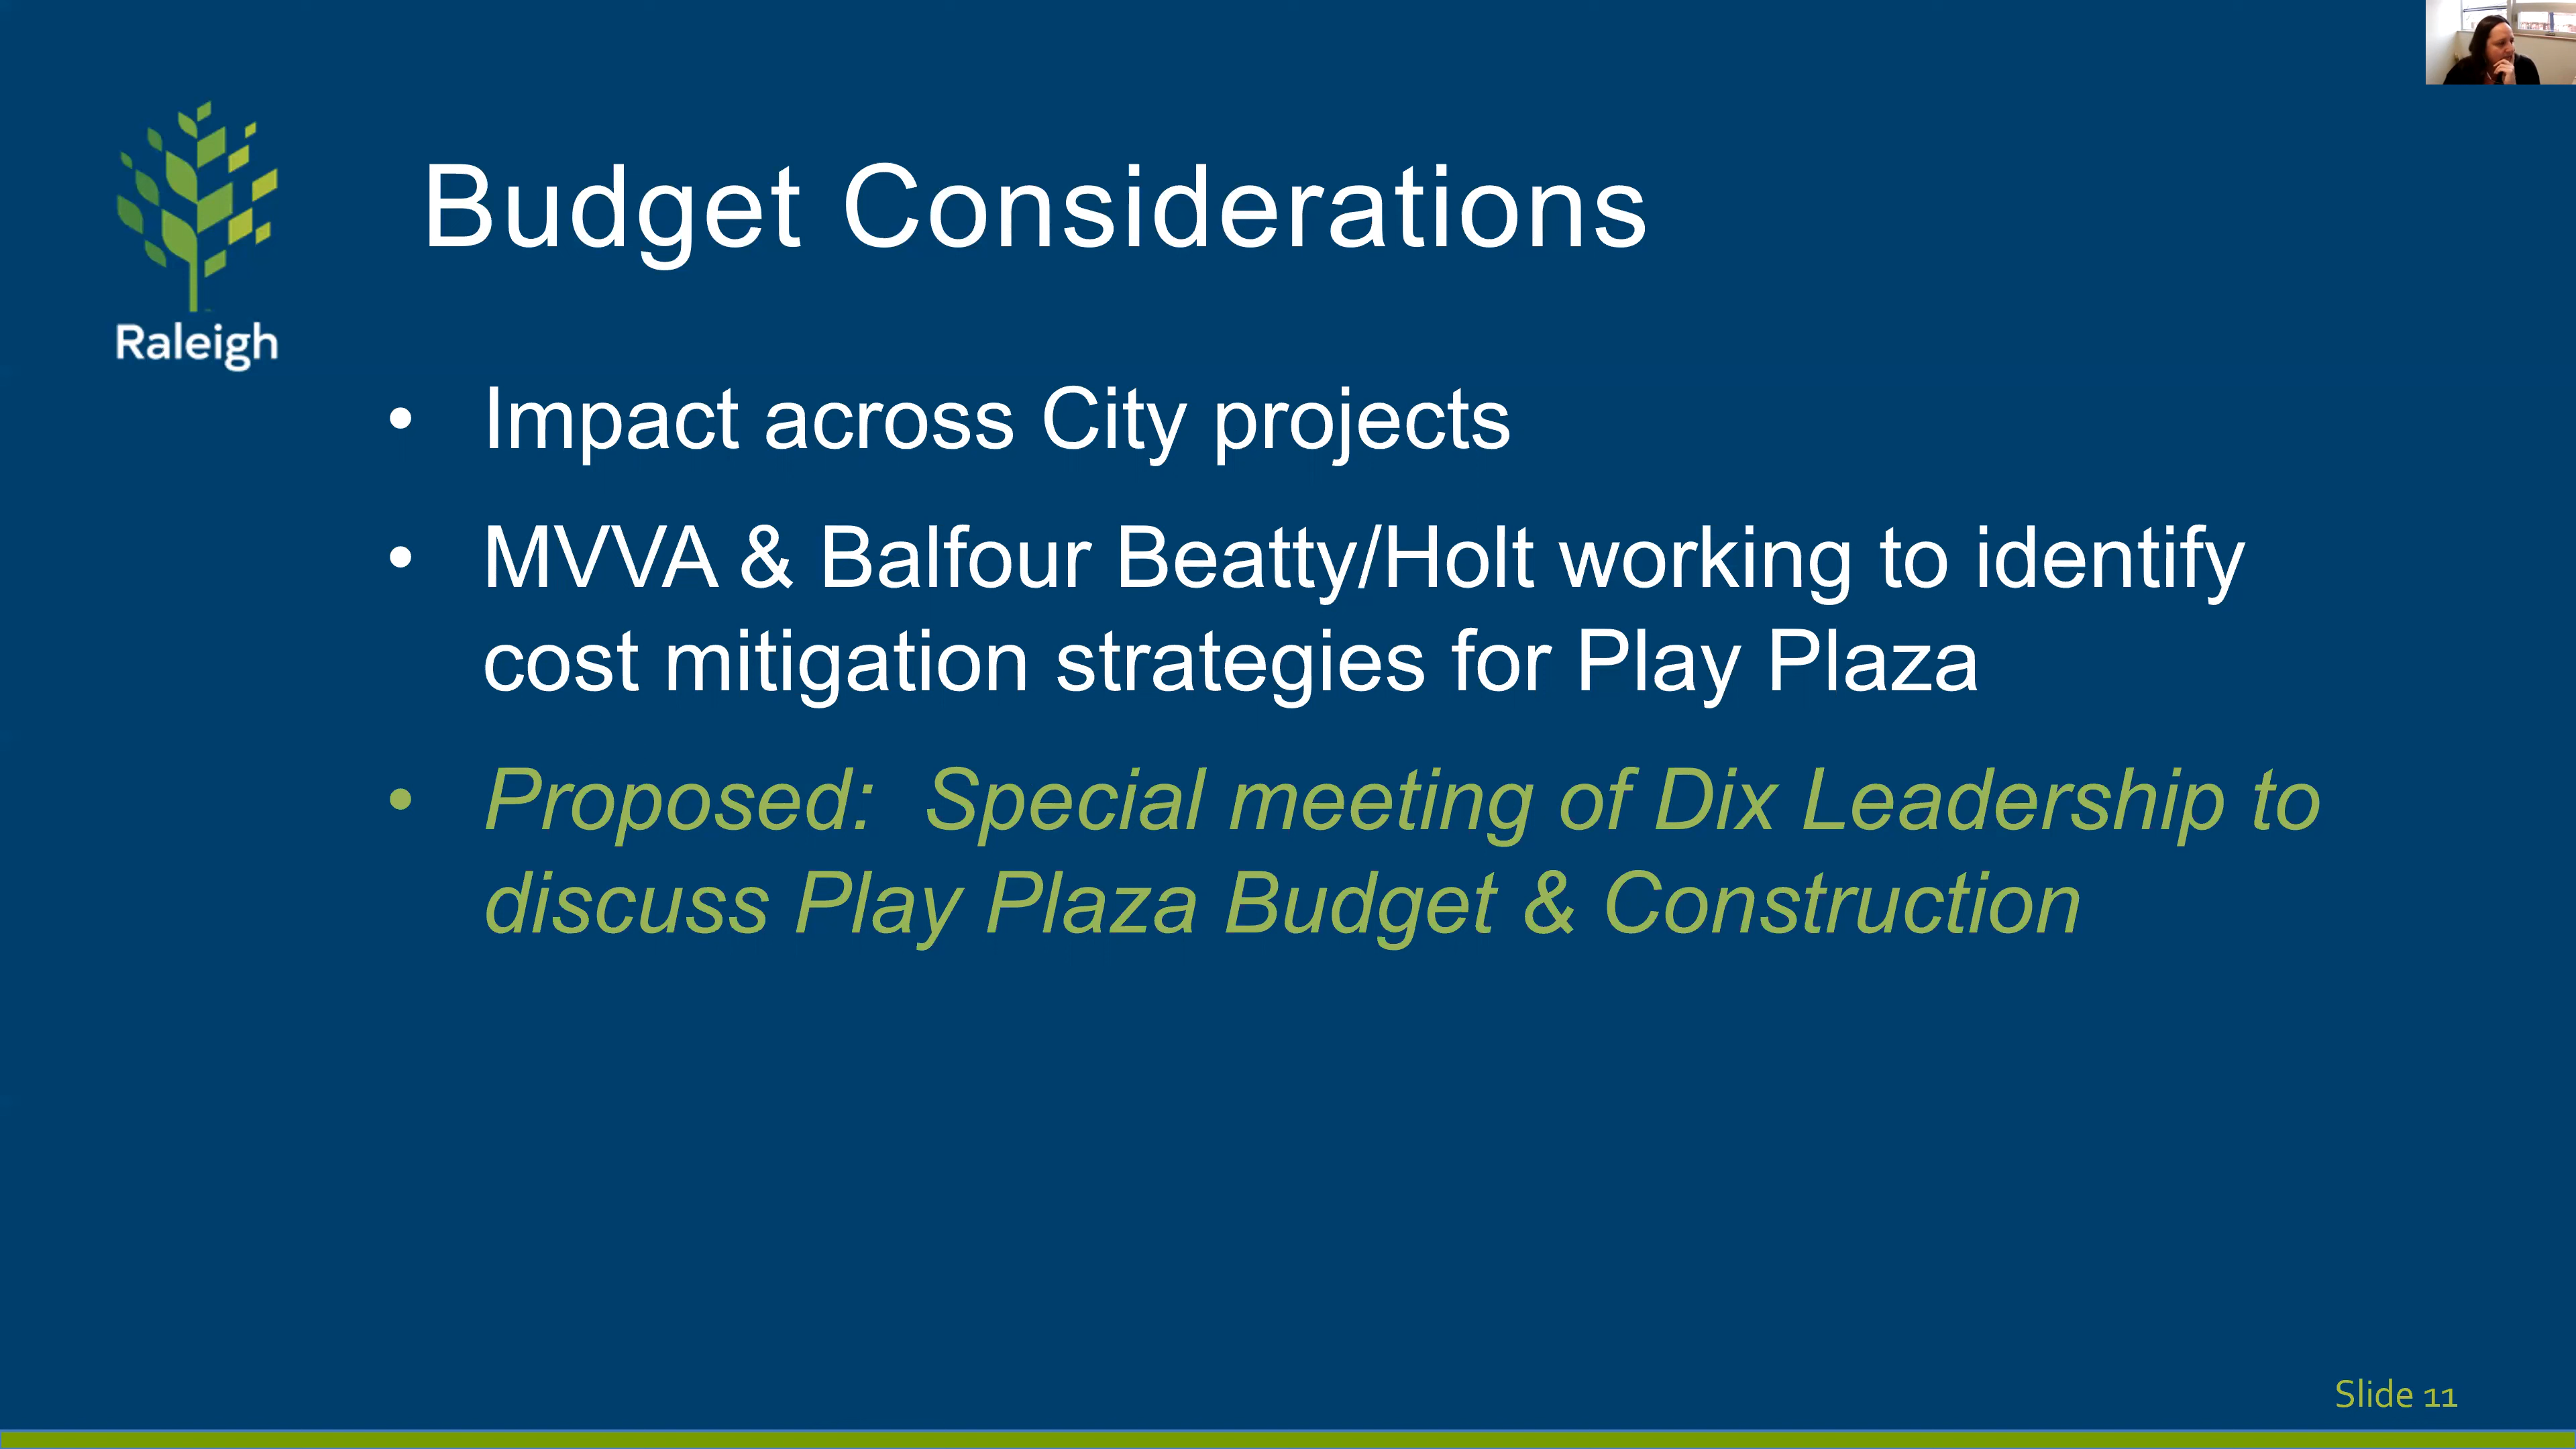 Raleigh
Budget Considerations
• Impact across City projects
• MVVA & Balfour Beatty/Holt working to identify
cost mitigation strategies for Play Plaza
• Proposed:  Special meeting of Dix Leadership to
discuss Play Plaza Budget & Construction
Slide 11